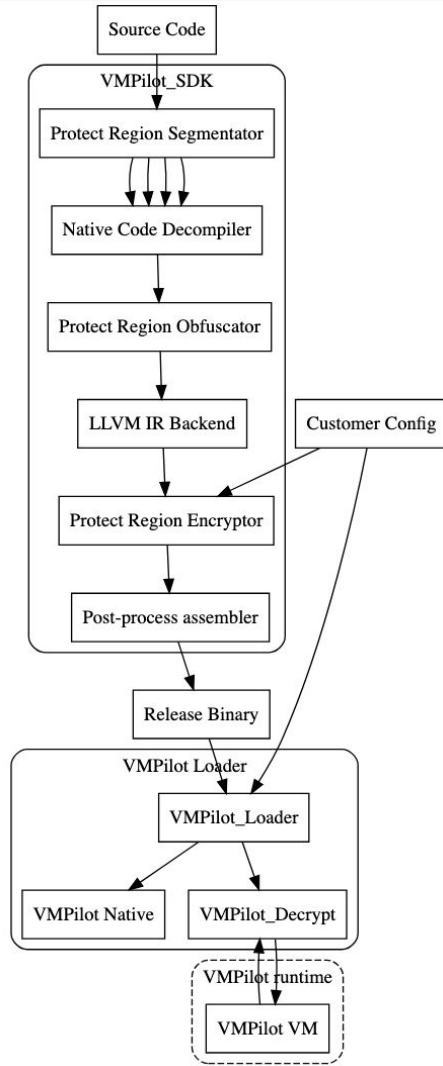 Source Code
VMPilot_SDK
Protect Region Segmentator
Native Code Decompiler
Protect Region Obfuscator
LLVM IR Backend
Customer Config
Protect Region Encryptor
Post-process assembler
Release Binary
VMPilot Loader
VMPilot_Loader
VMPilot Native
VMPilot_Decrypt
VMPilot runtime
VMPilot VM